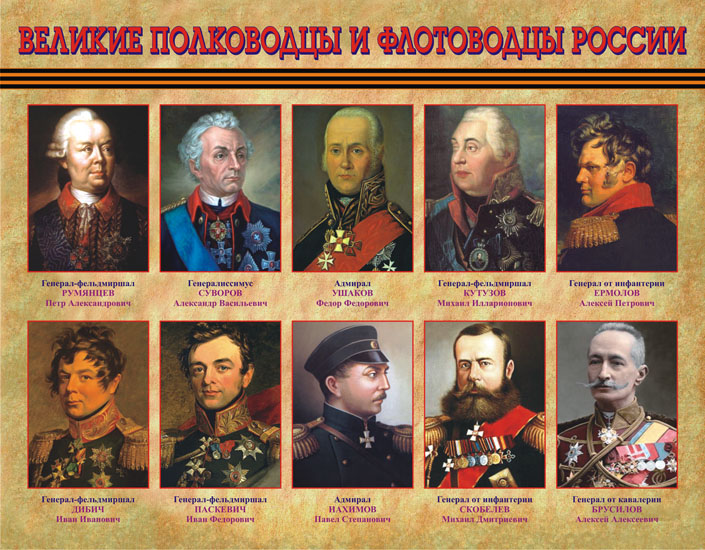 ВЕЛИКИЕ ПОЛКОВОДЦЫ И ФЛОТОВОДЦЫ РОССИИ
Генерал-фельдмиршал
РУМЯНЦЕВ
Петр Александрович
Генералиссимус
СУВОРОВ
Александр Васильевич
Адмирал
УШАКОВ
Федор Федорович
Генерал-фельдмиршал
КУТУЗОВ
Михаил Илларионович
Генерал от инфантерии
ЕРМОЛОВ
Алексей Петрович
Генерал-фельдмиршал
ДИБИЧ
Иван Иванович
Генерал-фельдмиршал
ПАСКЕВИЧ
Иван Федорович
Адмирал
НАХИМОВ
Павел Степанович
Генерал от инфантерии
СКОБЕЛЕВ
Михаил Дмитриевич
Генерал от кавалерии
БРУСИЛОВ
Алексей Алексеевич